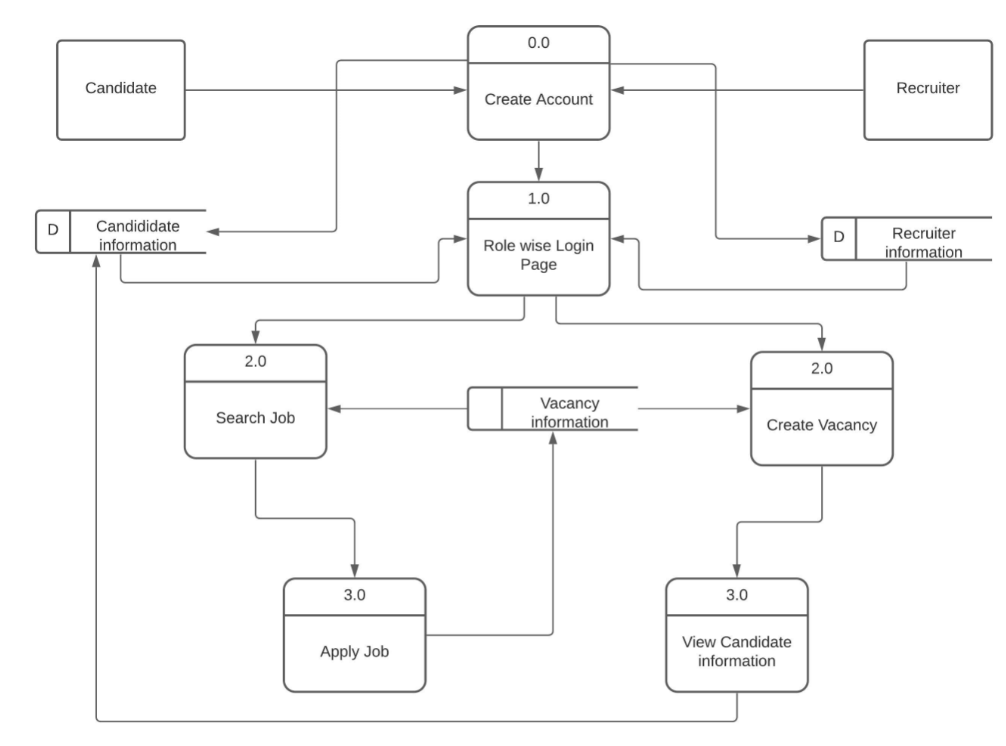 0.0
Candidate
Create Account
Recruiter
1.0
D
Candididate
information
Role wise Login
Page
D
Recruiter
information
2.0
Search Job
Vacancy
information
2.0
Create Vacancy
3.0
Apply Job
3.0
View Candidate
information